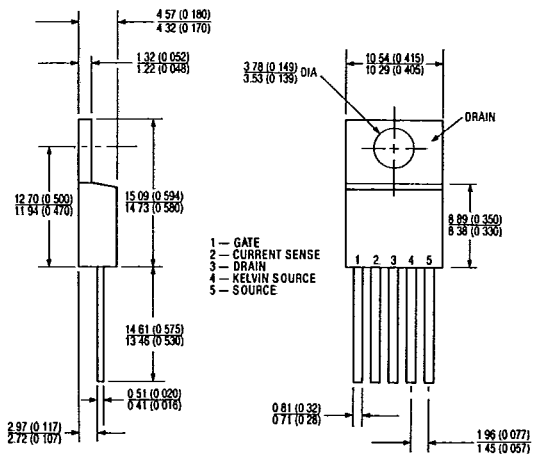 4 57 (0 180)
4 32 (0 170)
1 32 (0 052)
1 22 (0 048)
3 78 (0 149)
3 53 (0 139) DIA
10 54 (0 415)
10 29 (0 405)
DRAIN
12 70 (0 500)
11 94 (0 470)
15 09 (0 594)
14 73 (0 580)
8 89 (0 350)
8 38 (0 330)
1 — GATE
2 — CURRENT SENSE
3 — DRAIN
4 — KELVIN SOURCE
5 — SOURCE
1 2 3 4 5
14 61 (0 575)
13 46 (0 530)
0 51 (0 020)
0 41 (0 016)
2 97 (0 117)
2 72 (0 107)
0 81 (0 32)
0 71 (0 28)
1 96 (0 077)
1 45 (0 057)